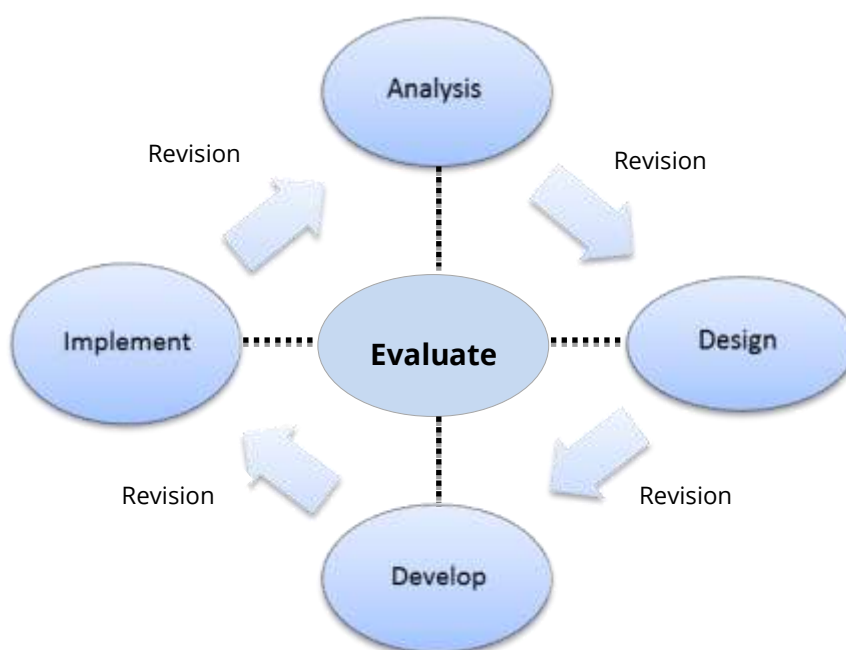 Analysis
Revision
Revision
Implement
Evaluate
Design
Revision
Revision
Develop